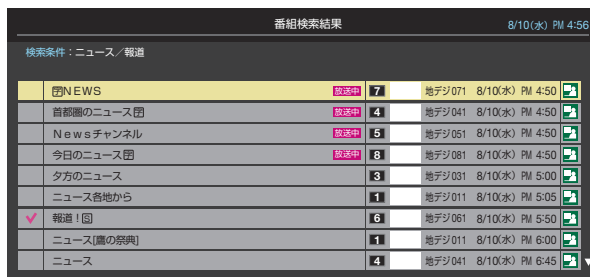 番組検索結果 8/10(水) PM 4:56
検索条件：ニュース／報道
字NEWS 放送中 7 地デジ071 8/10(水) PM 4:50
首都圏のニュース字 放送中 4 地デジ041 8/10(水) PM 4:50
Newsチャンネル 放送中 5 地デジ051 8/10(水) PM 4:50
今日のニュース字 放送中 8 地デジ081 8/10(水) PM 4:50
夕方のニュース 3 地デジ031 8/10(水) PM 5:00
ニュース各地から 1 地デジ011 8/10(水) PM 5:05
報道！S 6 地デジ061 8/10(水) PM 5:50
ニュース[鷹の祭典] 1 地デジ011 8/10(水) PM 6:00
ニュース 4 地デジ041 8/10(水) PM 6:45